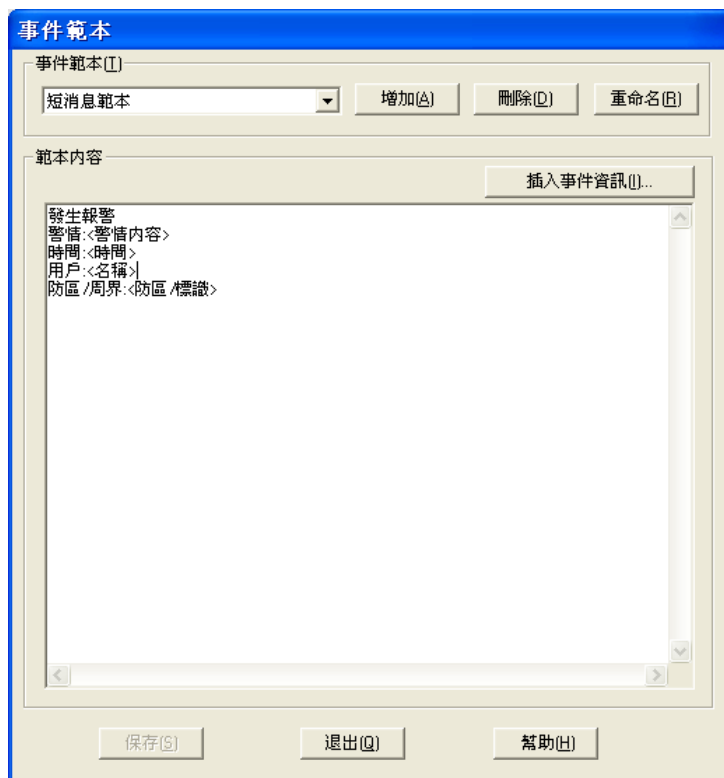 事件範本
事件範本(T)
短消息範本 增加(A) 刪除(D) 重命名(R)
範本内容
插入事件資訊(I)...
發生報警
警情:<警情内容>
時間:<時間>
用戶:<名稱>
防區/周界:<防區/標識>
保存(S) 退出(Q) 幫助(H)